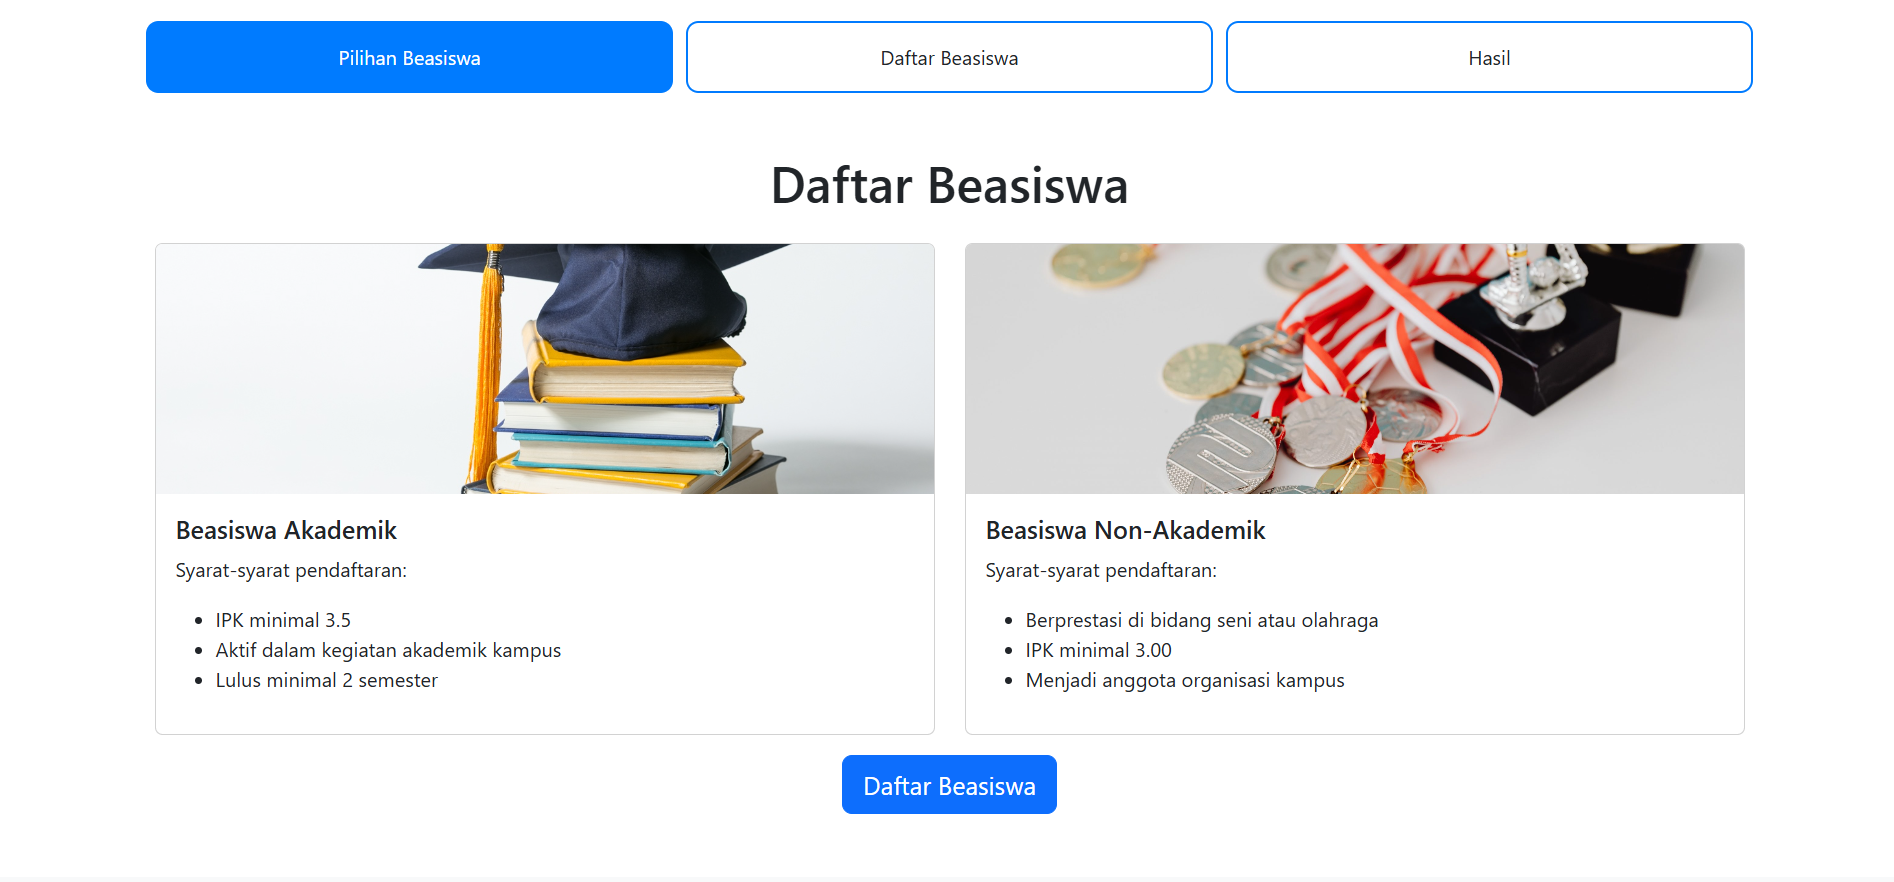 Pilihan Beasiswa
Daftar Beasiswa
Hasil
Daftar Beasiswa
Beasiswa Akademik
Syarat-syarat pendaftaran:
IPK minimal 3.5
Aktif dalam kegiatan akademik kampus
Lulus minimal 2 semester
Beasiswa Non-Akademik
Syarat-syarat pendaftaran:
Berprestasi di bidang seni atau olahraga
IPK minimal 3.00
Menjadi anggota organisasi kampus
Daftar Beasiswa